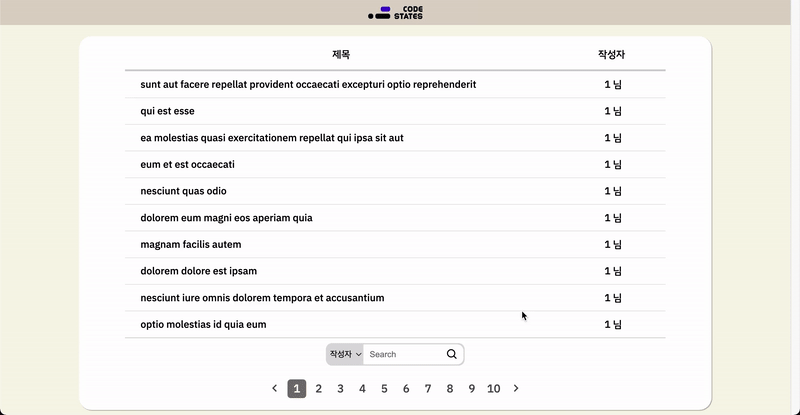 CODE
STATES
제목 작성자
sunt aut facere repellat provident occaecati excepturi optio reprehenderit 1 님
qui est esse 1 님
ea molestias quasi exercitationem repellat qui ipsa sit aut 1 님
eum et est occaecati 1 님
nesciunt quas odio 1 님
dolorem eum magni eos aperiam quia 1 님
magnam facilis autem 1 님
dolorem dolore est ipsam 1 님
nesciunt iure omnis dolorem tempora et accusantium 1 님
optio molestias id quia eum 1 님
작성자 Search
1 2 3 4 5 6 7 8 9 10